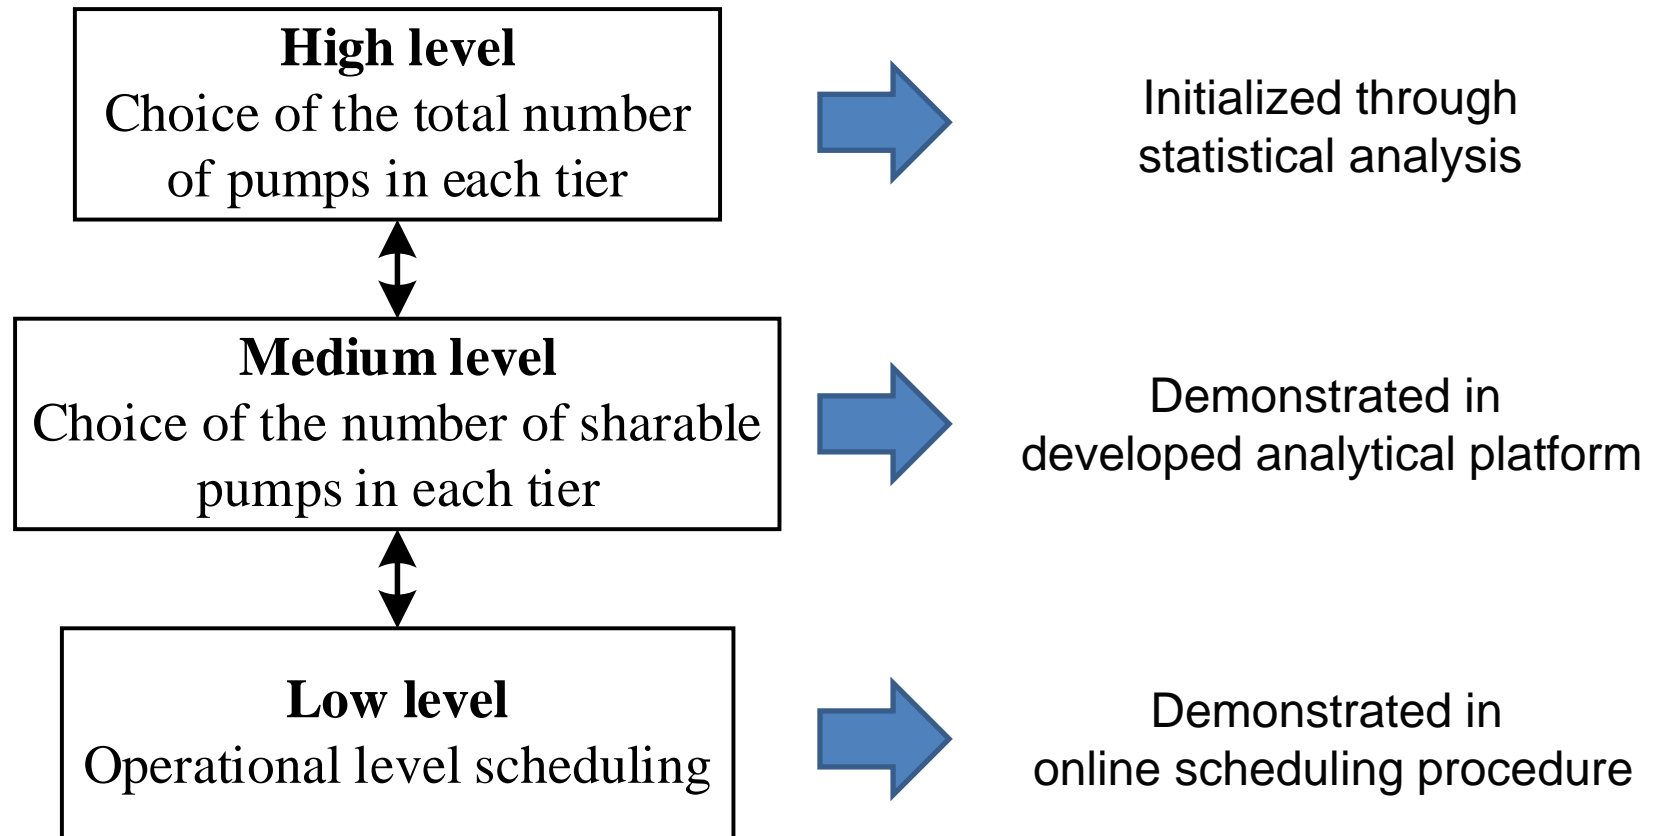 High level
Choice of the total number
of pumps in each tier
Initialized through
statistical analysis
Medium level
Choice of the number of sharable
pumps in each tier
Demonstrated in
developed analytical platform
Low level
Operational level scheduling
Demonstrated in
online scheduling procedure